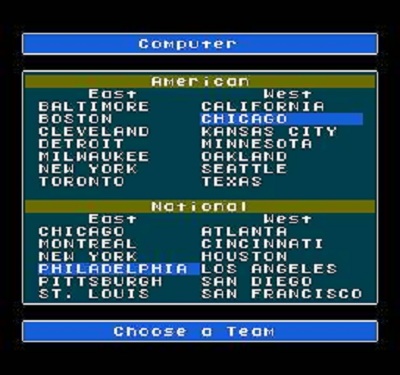 Computer
American
East West
BALTIMORE CALIFORNIA
BOSTON CHICAGO
CLEVELAND KANSAS CITY
DETROIT MINNESOTA
MILWAUKEE OAKLAND
NEW YORK SEATTLE
TORONTO TEXAS
National
East West
CHICAGO ATLANTA
MONTREAL CINCINNATI
NEW YORK HOUSTON
PHILADELPHIA LOS ANGELES
PITTSBURGH SAN DIEGO
ST. LOUIS SAN FRANCISCO
Choose a Team